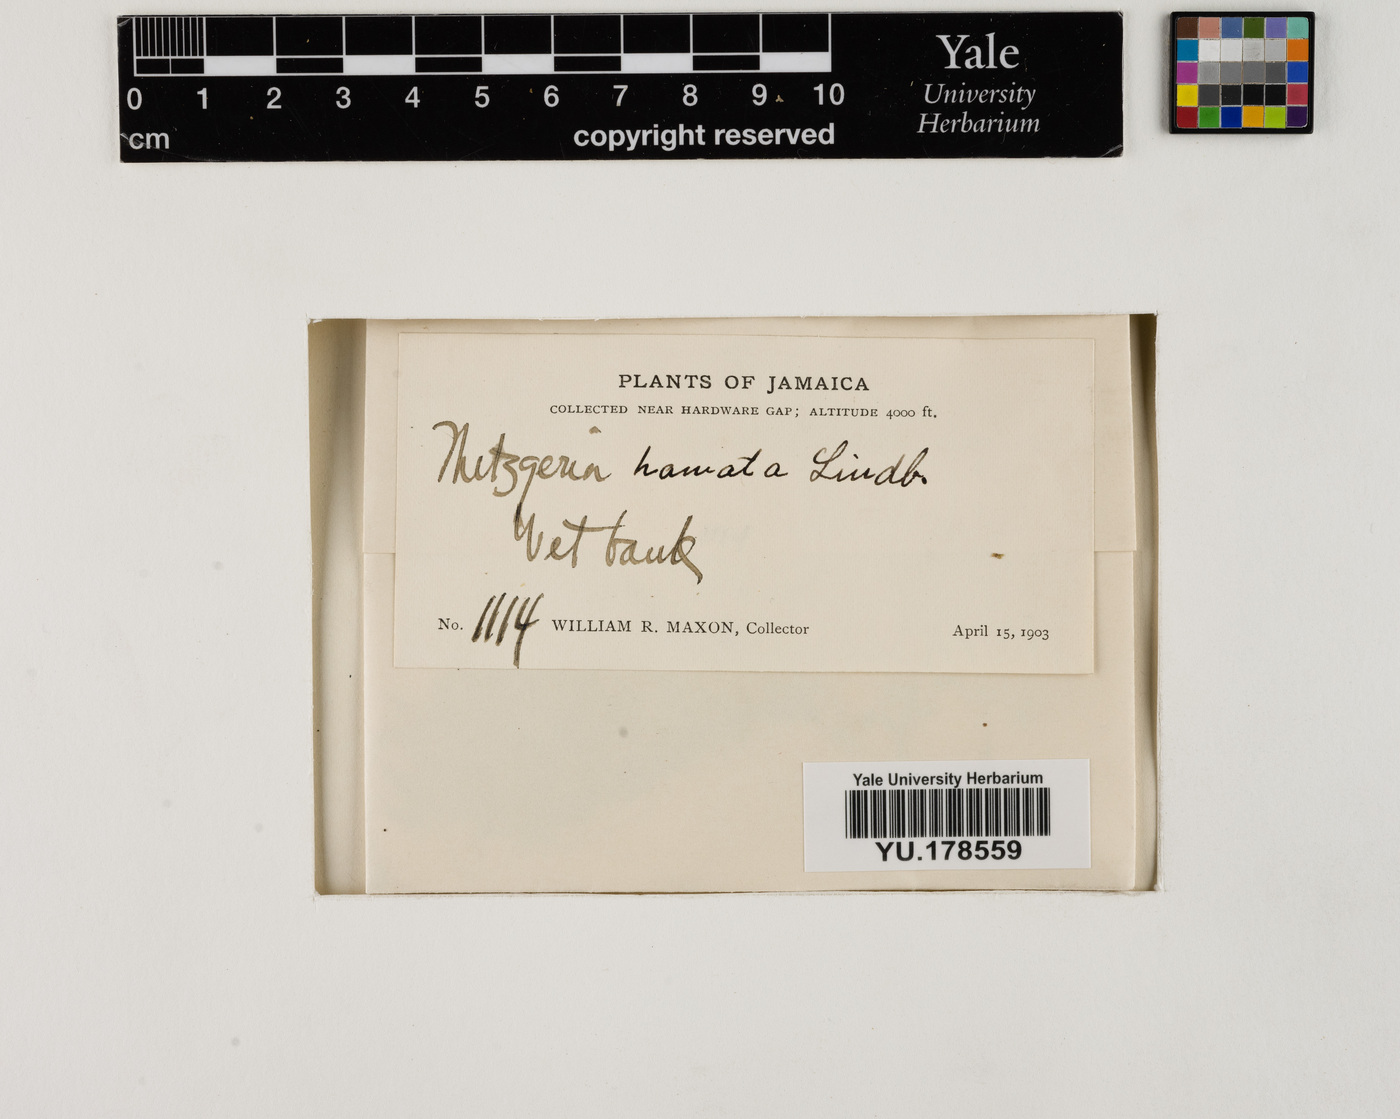 0 1 2 3 4 5 6 7 8 9 10
cm
copyright reserved
Yale
University
Herbarium
PLANTS OF JAMAICA
COLLECTED NEAR HARDWARE GAP; ALTITUDE 4000 ft.
Metzgeria hamata Lindb.
Wet bank
No. 1114 WILLIAM R. MAXON, Collector April 15, 1903
Yale University Herbarium
YU.178559